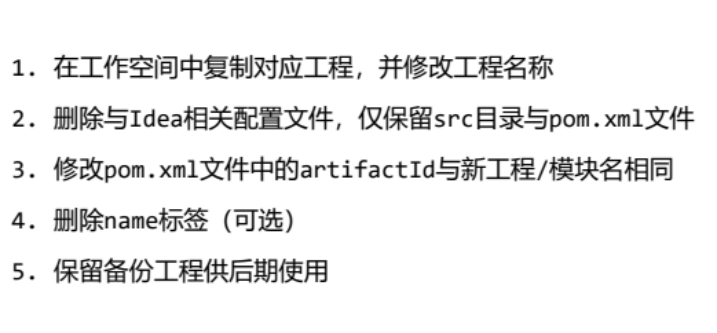 1. 在工作空间中复制对应工程，并修改工程名称
2. 删除与Idea相关配置文件，仅保留src目录与pom.xml文件
3. 修改pom.xml文件中的artifactId与新工程/模块名相同
4. 删除name标签（可选）
5. 保留备份工程供后期使用